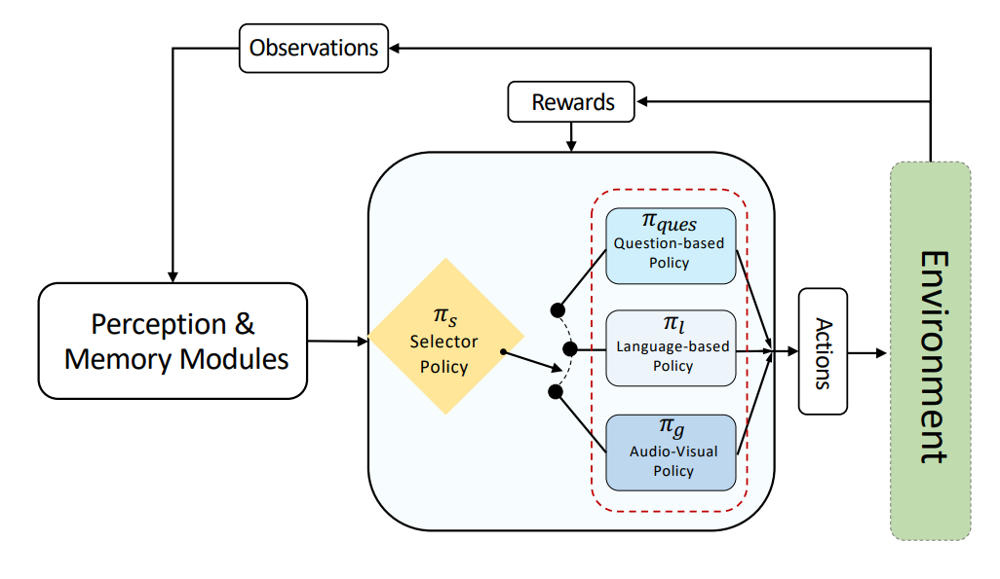 Observations
Rewards
Perception &
Memory Modules
π_s
Selector
Policy
π_ques
Question-based
Policy
π_l
Language-based
Policy
π_g
Audio-Visual
Policy
Actions
Environment